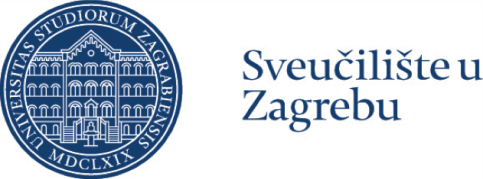 UNIVERSITAS STUDIORUM ZAGRABIENSIS
MDCLXIX
Sveučilište u
Zagrebu